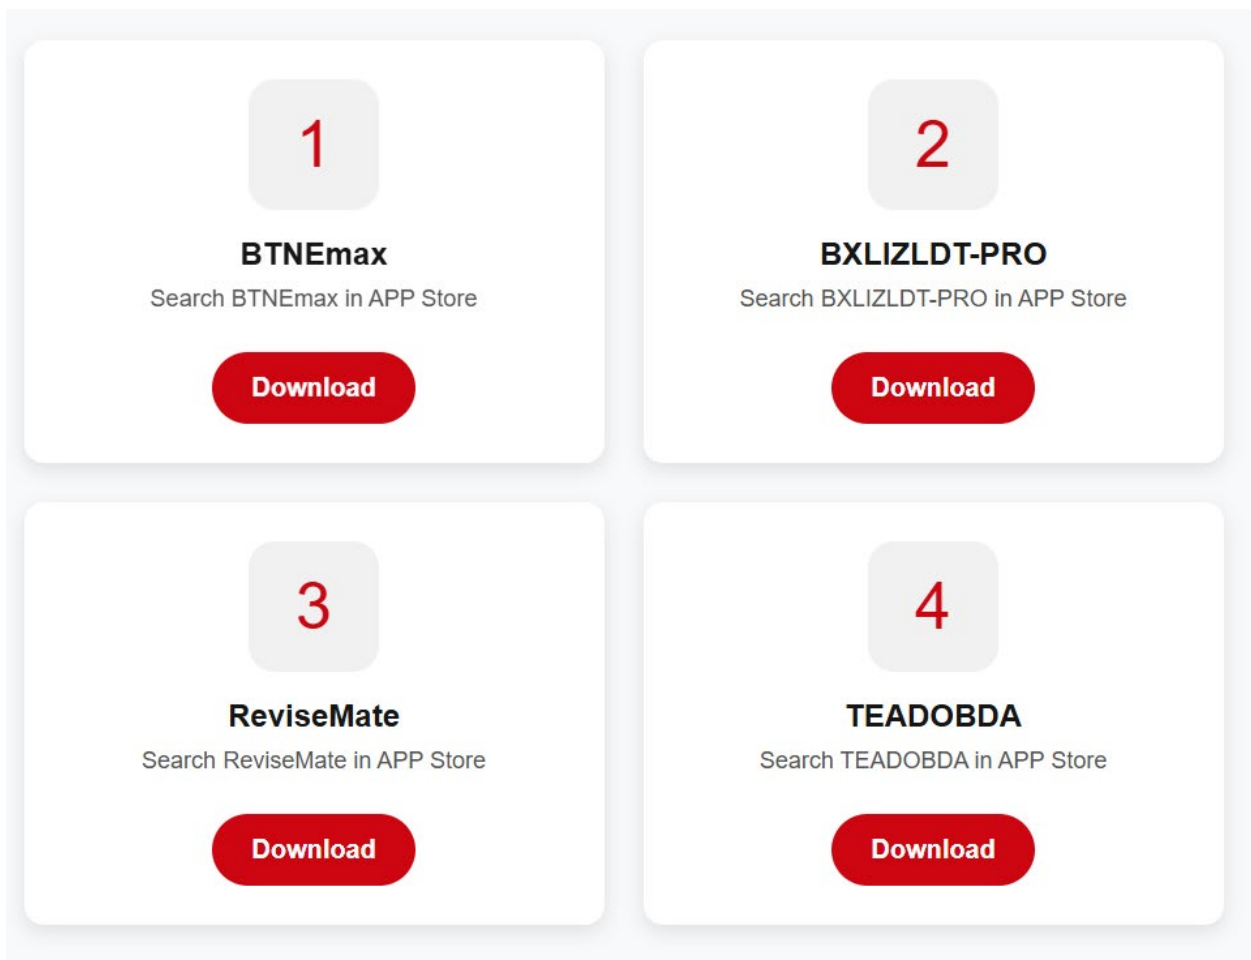 1
BTNEmax
Search BTNEmax in APP Store
Download
2
BXLIZLDT-PRO
Search BXLIZLDT-PRO in APP Store
Download
3
ReviseMate
Search ReviseMate in APP Store
Download
4
TEADOBDA
Search TEADOBDA in APP Store
Download